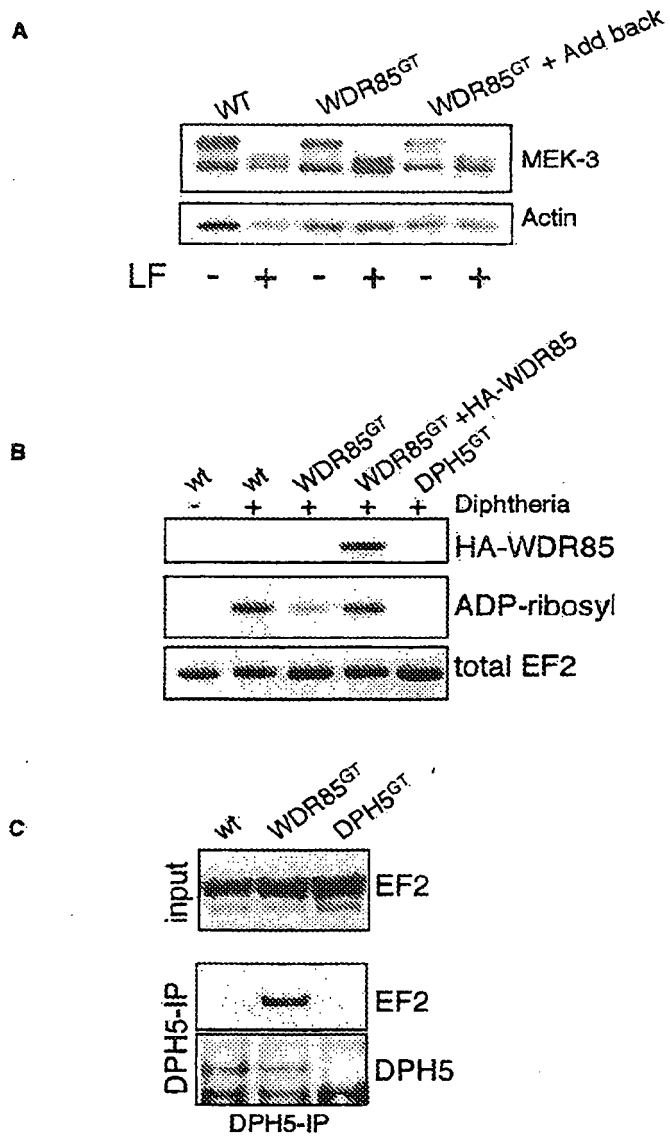 A
WT WDR85GT WDR85GT + Add back
MEK-3
Actin
LF - + - + - +
B
wt wt WDR85GT WDR85GT +HA-WDR85 DPH5GT
- + + + + Diphtheria
HA-WDR85
ADP-ribosyl
total EF2
C
wt WDR85GT DPH5GT
input EF2
DPH5-IP EF2
DPH5
DPH5-IP